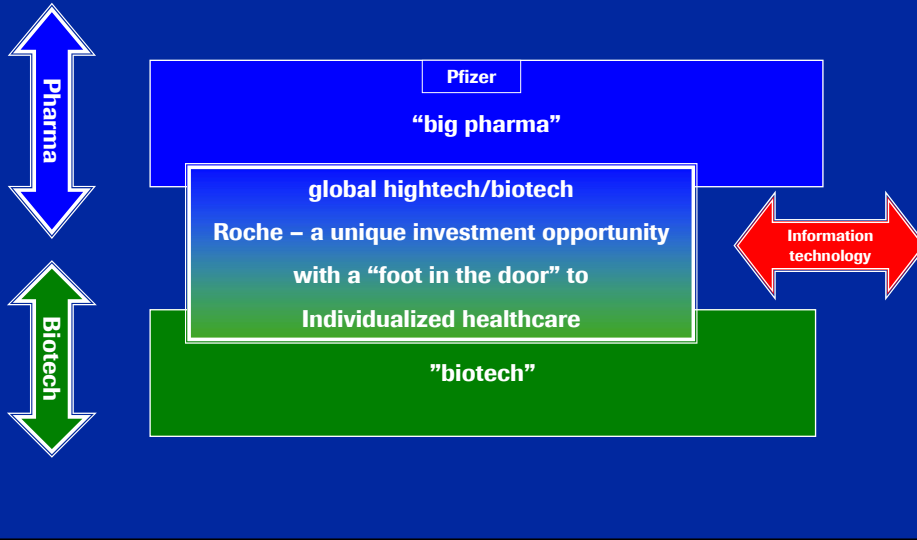 Pharma
Pfizer
“big pharma”
global hightech/biotech
Roche – a unique investment opportunity
with a “foot in the door” to
Individualized healthcare
Information
technology
Biotech
”biotech”